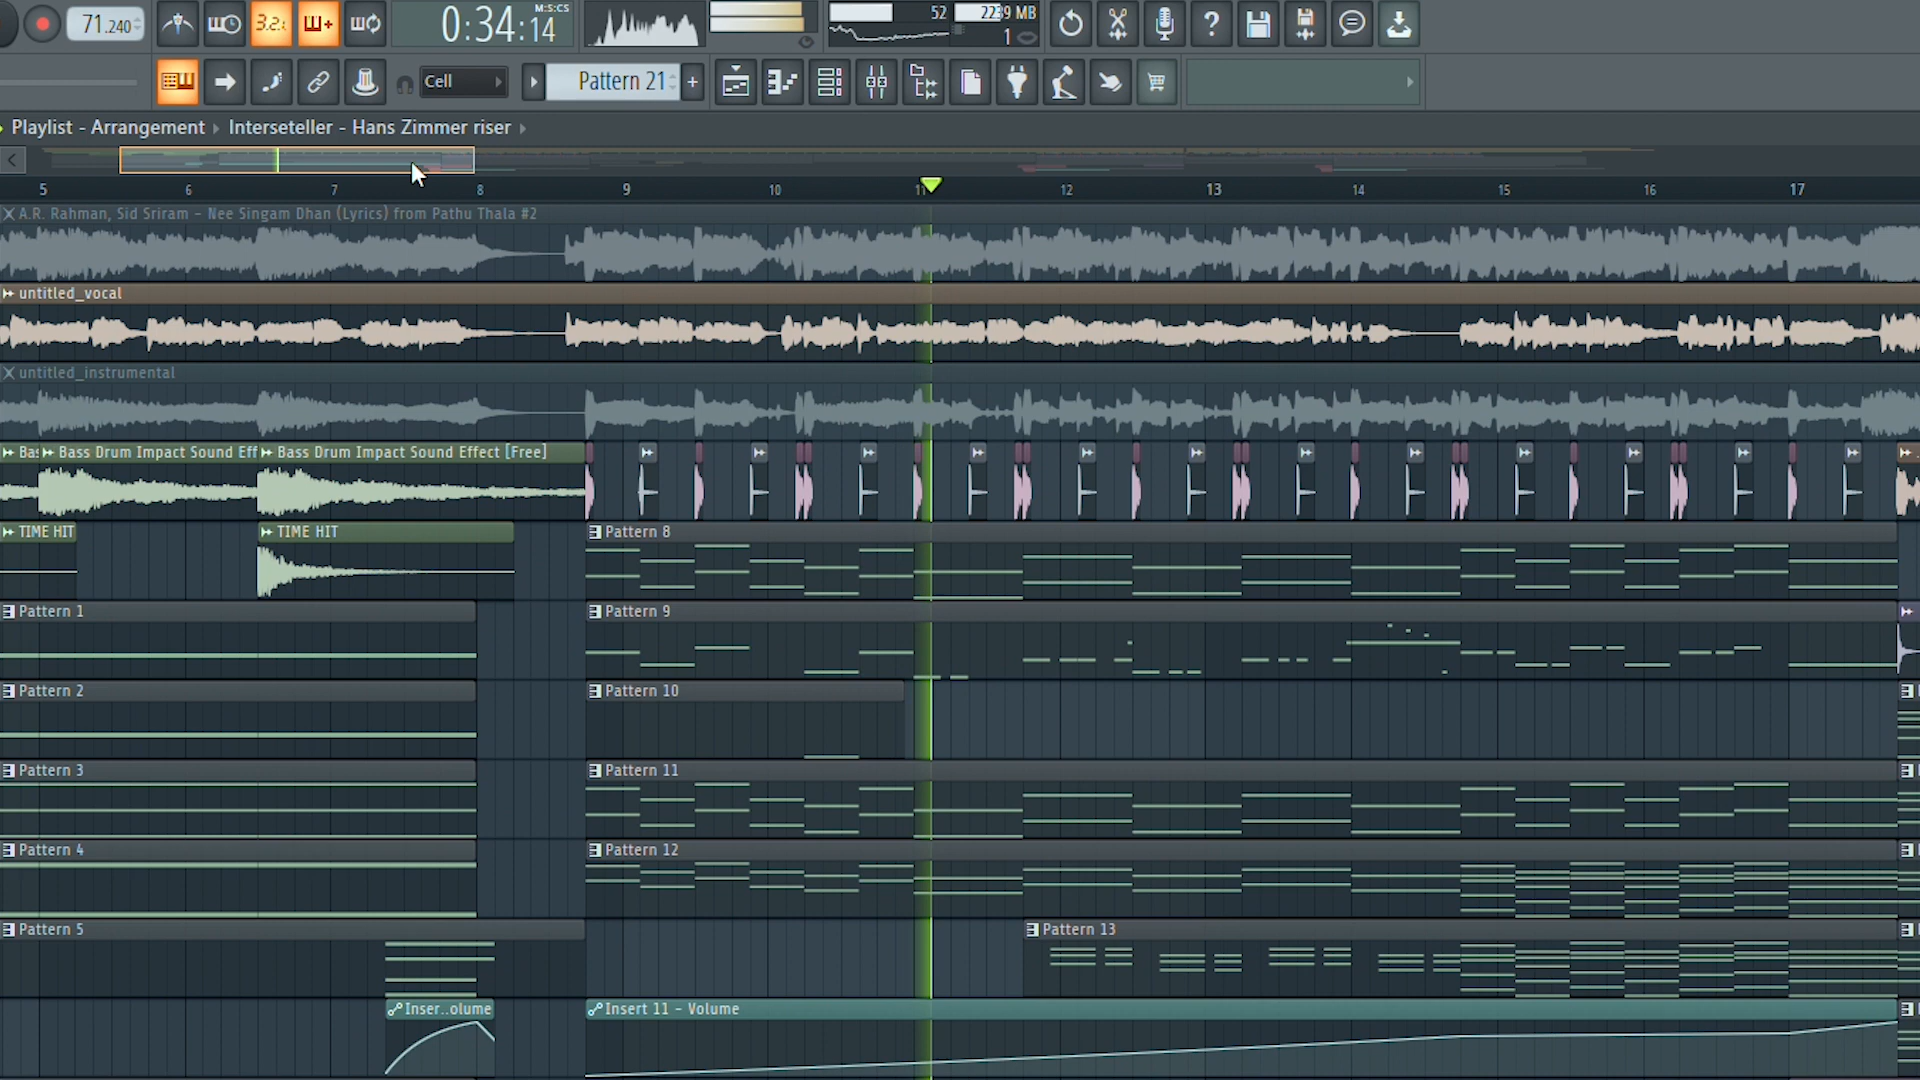 71.240
3.2:
0:34:14
M:S:CS
52
2239 MB
1
Cell
Pattern 21
+
Playlist - Arrangement
Interseteller - Hans Zimmer riser
5 6 7 8 9 10 11 12 13 14 15 16 17
A.R. Rahman, Sid Sriram - Nee Singam Dhan (Lyrics) from Pathu Thala #2
untitled_vocal
untitled_instrumental
Bas Bass Drum Impact Sound Eff Bass Drum Impact Sound Effect [Free]
TIME HIT TIME HIT Pattern 8
Pattern 1 Pattern 9
Pattern 2 Pattern 10
Pattern 3 Pattern 11
Pattern 4 Pattern 12
Pattern 5 Pattern 13
Inser..olume Insert 11 - Volume